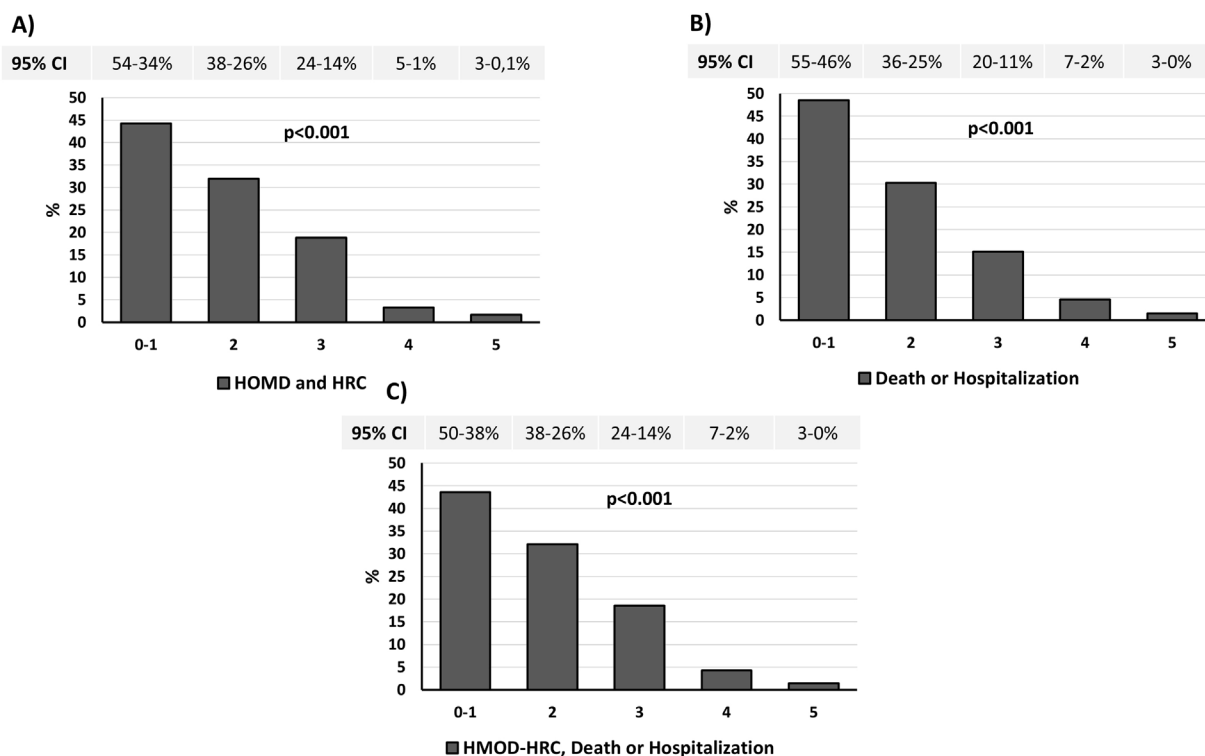 A)
95% CI 54-34% 38-26% 24-14% 5-1% 3-0,1%
50
45
40
35
30
25
20
15
10
5
0
%
p<0.001
0-1 2 3 4 5
HOMD and HRC
B)
95% CI 55-46% 36-25% 20-11% 7-2% 3-0%
50
45
40
35
30
25
20
15
10
5
0
%
p<0.001
0-1 2 3 4 5
Death or Hospitalization
C)
95% CI 50-38% 38-26% 24-14% 7-2% 3-0%
50
45
40
35
30
25
20
15
10
5
0
%
p<0.001
0-1 2 3 4 5
HMOD-HRC, Death or Hospitalization